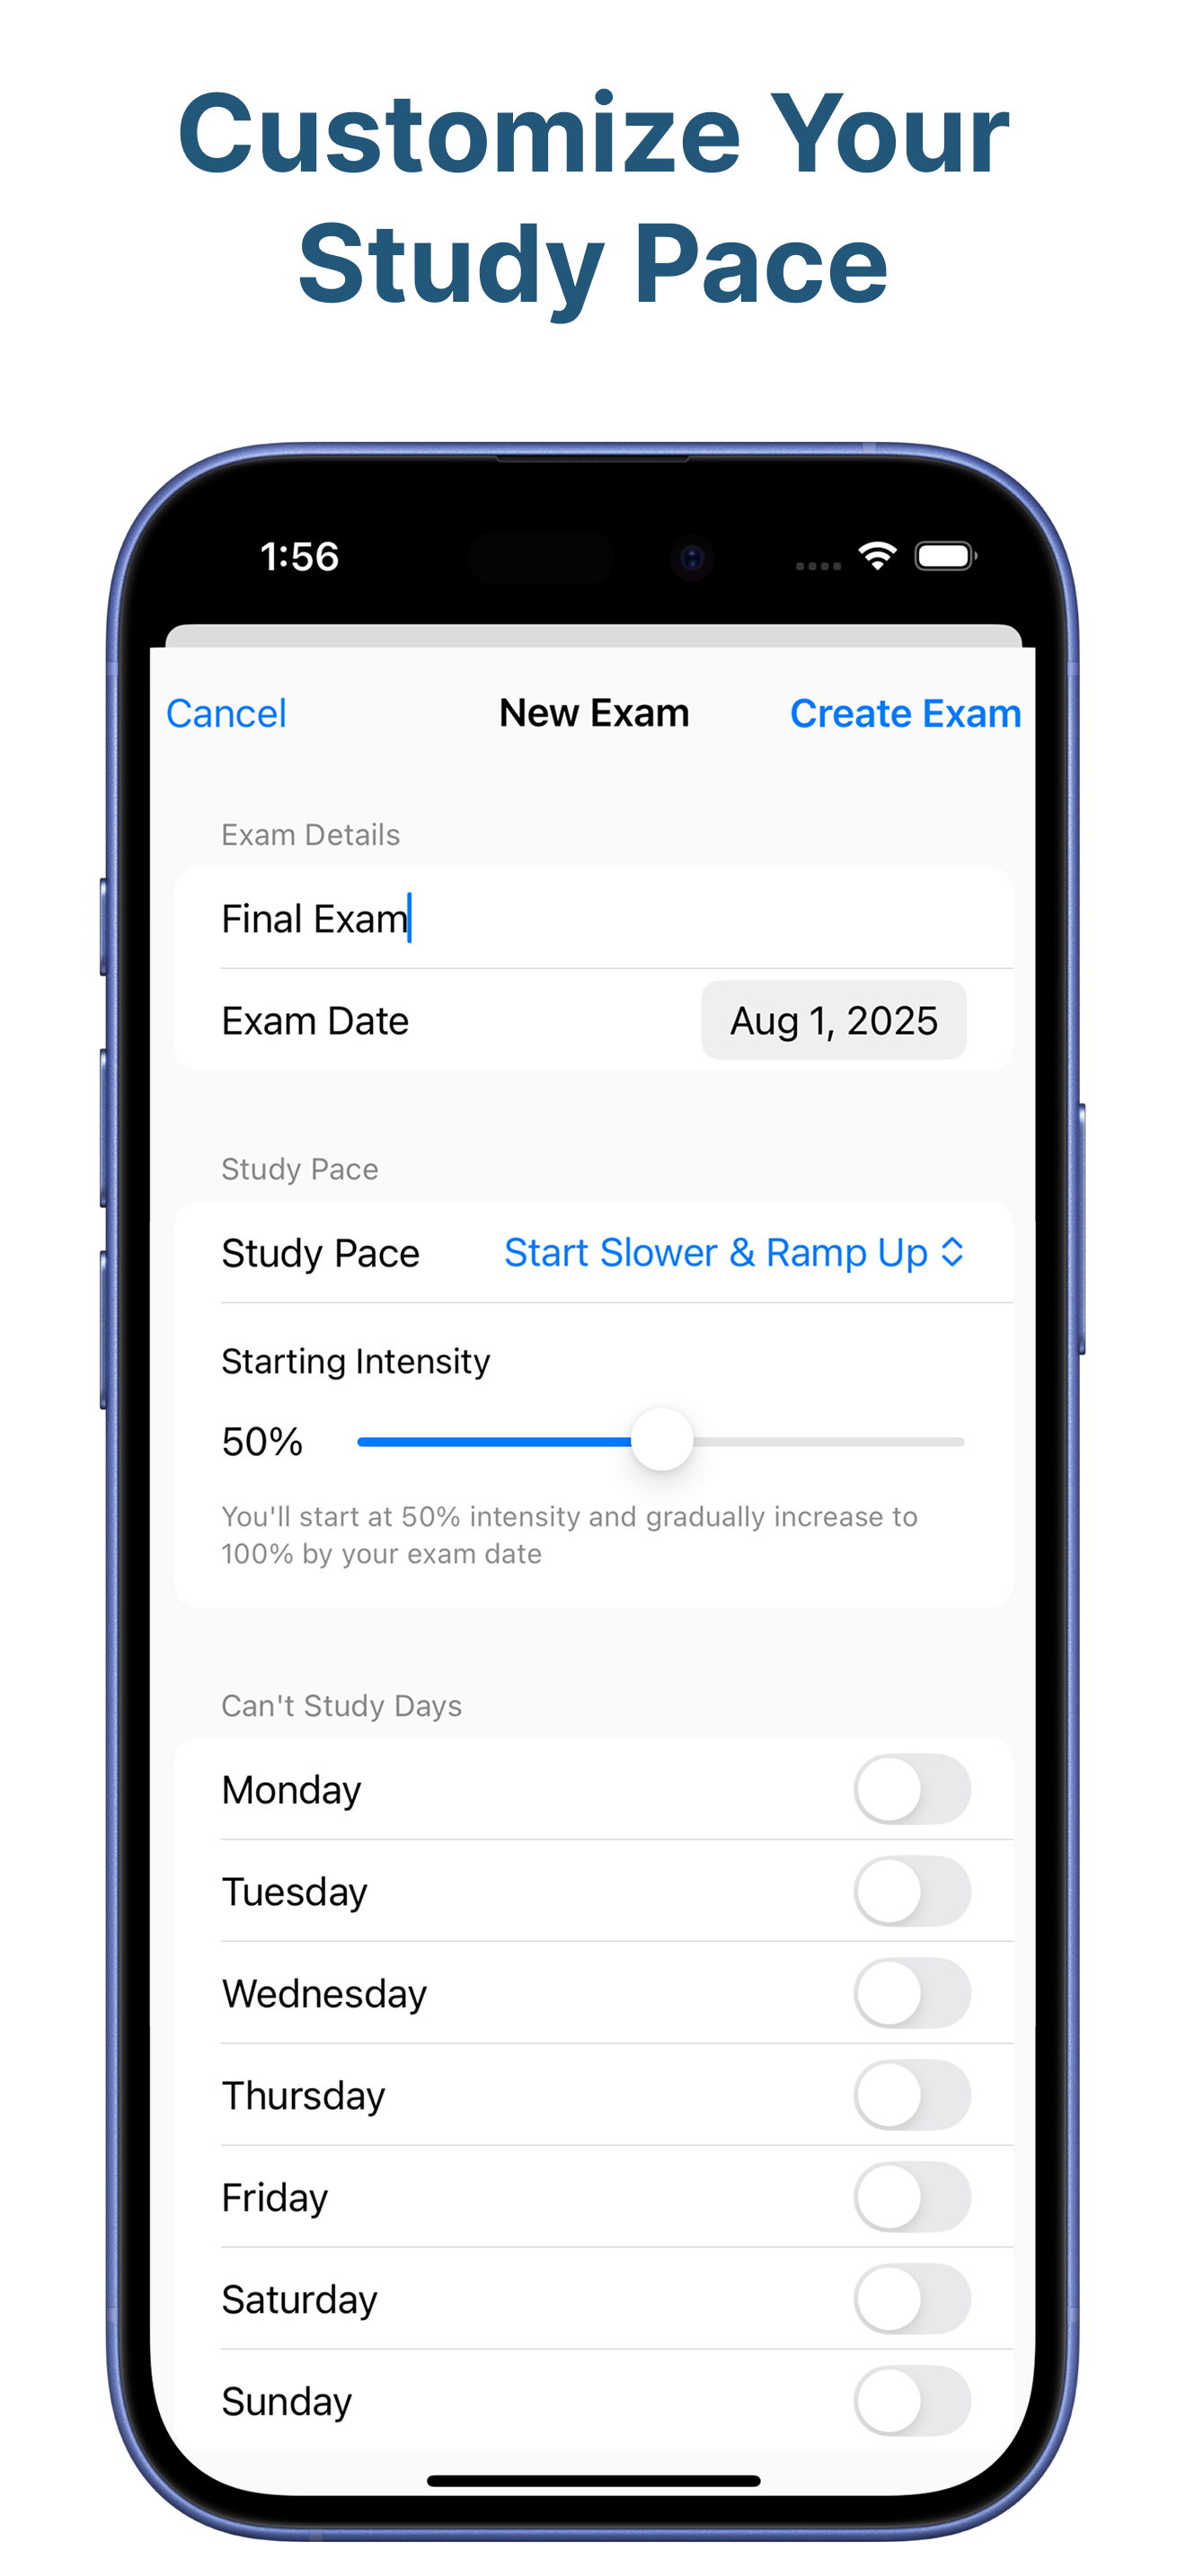 Customize Your
Study Pace
1:56
Cancel New Exam Create Exam
Exam Details
Final Exam
Exam Date Aug 1, 2025
Study Pace
Study Pace Start Slower & Ramp Up
Starting Intensity
50%
You'll start at 50% intensity and gradually increase to
100% by your exam date
Can't Study Days
Monday
Tuesday
Wednesday
Thursday
Friday
Saturday
Sunday